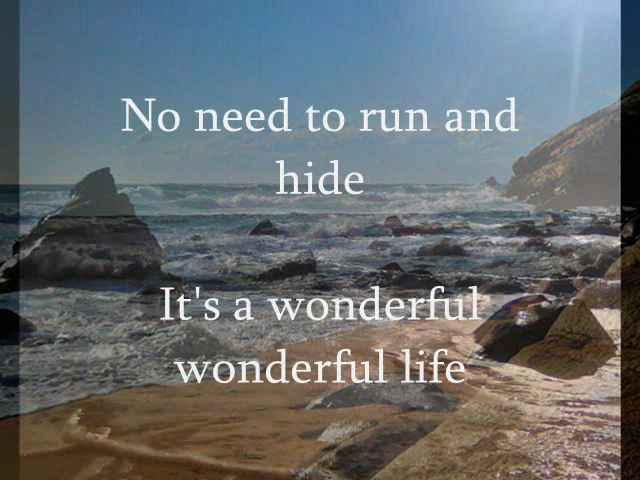 No need to run and
hide
It's a wonderful
wonderful life